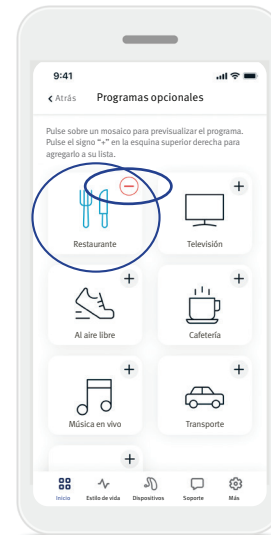 9:41
Atrás Programas opcionales
Pulse sobre un mosaico para previsualizar el programa.
Pulse el signo "+" en la esquina superior derecha para
agregarlo a su lista.
Restaurante
Televisión
Al aire libre
Cafetería
Música en vivo
Transporte
Inicio Estilo de vida Dispositivos Soporte Más